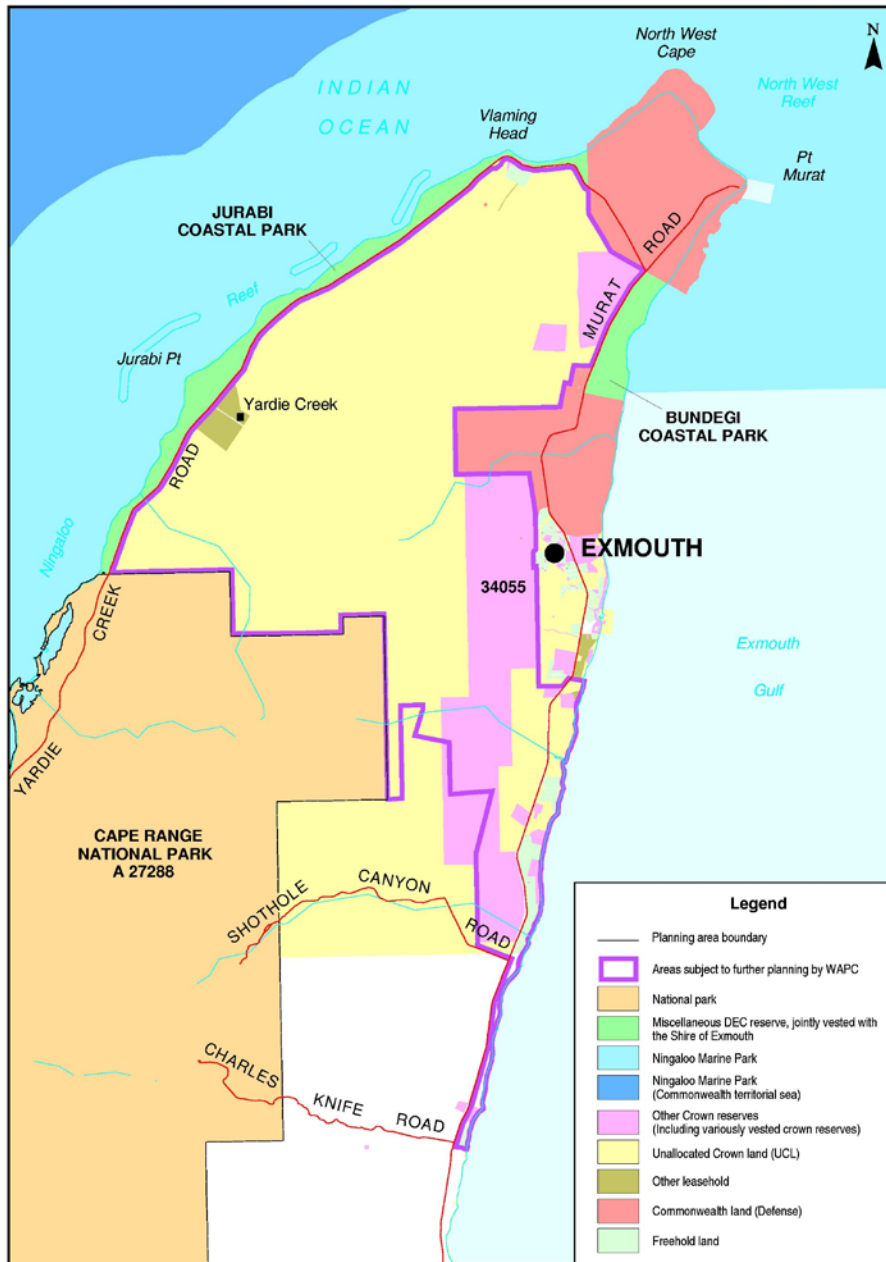 North West
Cape
N
INDIAN
OCEAN
North West
Reef
Vlaming
Head
Pt
Murat
JURABI
COASTAL PARK
ROAD
MURAT
Reef
Jurabi Pt
Yardie Creek
BUNDEGI
COASTAL PARK
ROAD
EXMOUTH
Ningaloo
34055
CREEK
Exmouth
Gulf
YARDIE
CAPE RANGE
NATIONAL PARK
A 27288
SHOTHOLE
CANYON
ROAD
CHARLES
KNIFE
ROAD
Legend
Planning area boundary
Areas subject to further planning by WAPC
National park
Miscellaneous DEC reserve, jointly vested with
the Shire of Exmouth
Ningaloo Marine Park
Ningaloo Marine Park
(Commonwealth territorial sea)
Other Crown reserves
(Including variously vested crown reserves)
Unallocated Crown land (UCL)
Other leasehold
Commonwealth land (Defense)
Freehold land